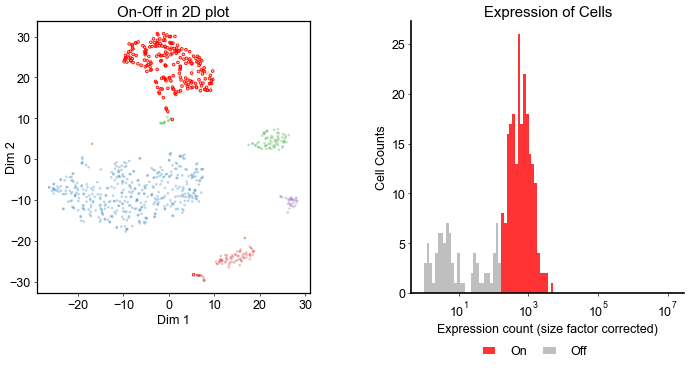 On-Off in 2D plot
30
20
10
0
−10
−20
−30
Dim 2
−20 −10 0 10 20 30
Dim 1
Expression of Cells
25
20
15
10
5
0
Cell Counts
10^1 10^3 10^5 10^7
Expression count (size factor corrected)
On Off